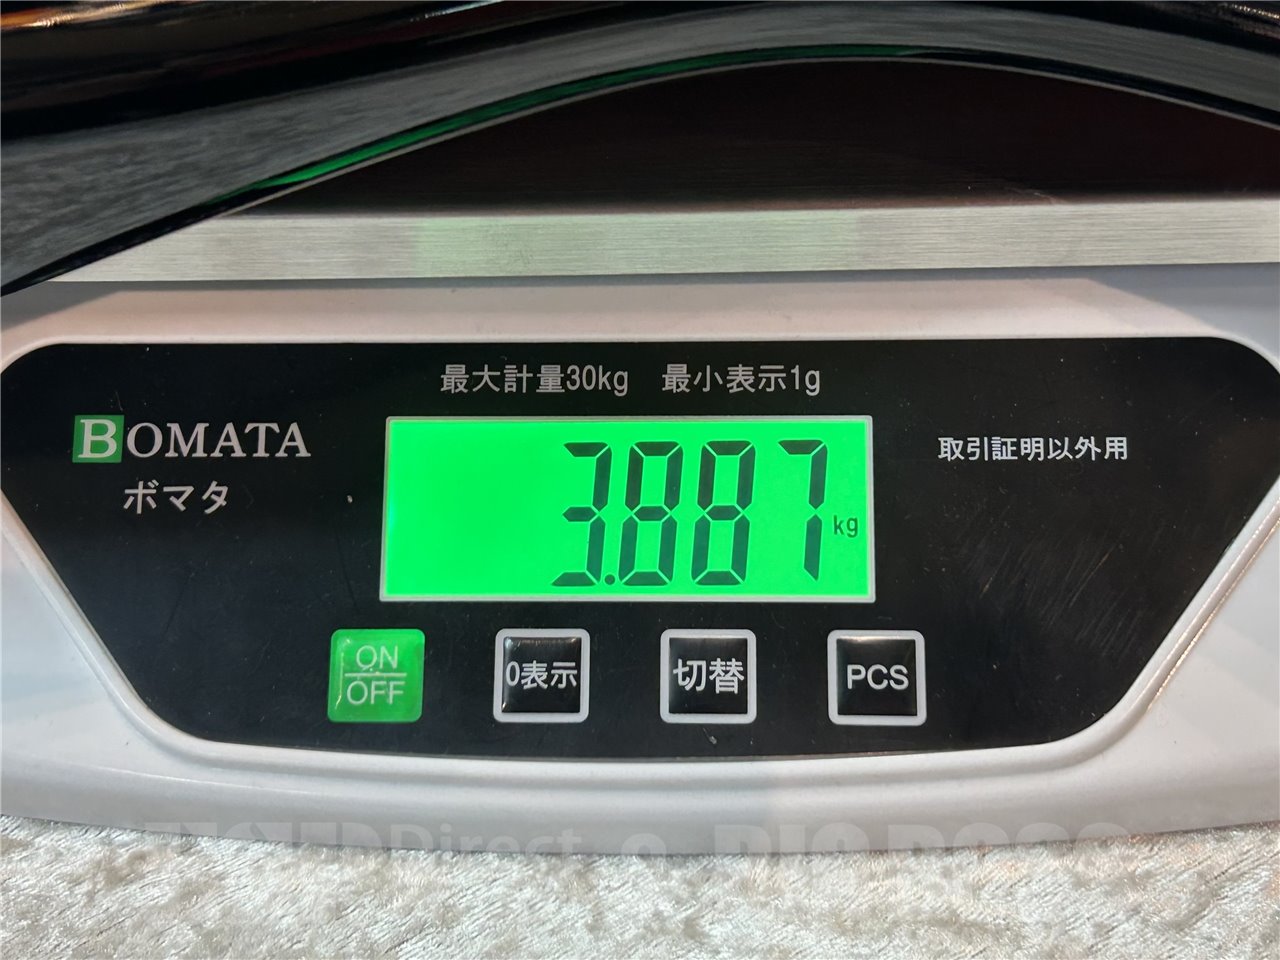 最大計量30kg 最小表示1g
BOMATA
ボマタ
3.887 kg
取引証明以外用
ON
OFF
0表示
切替
PCS
Direct